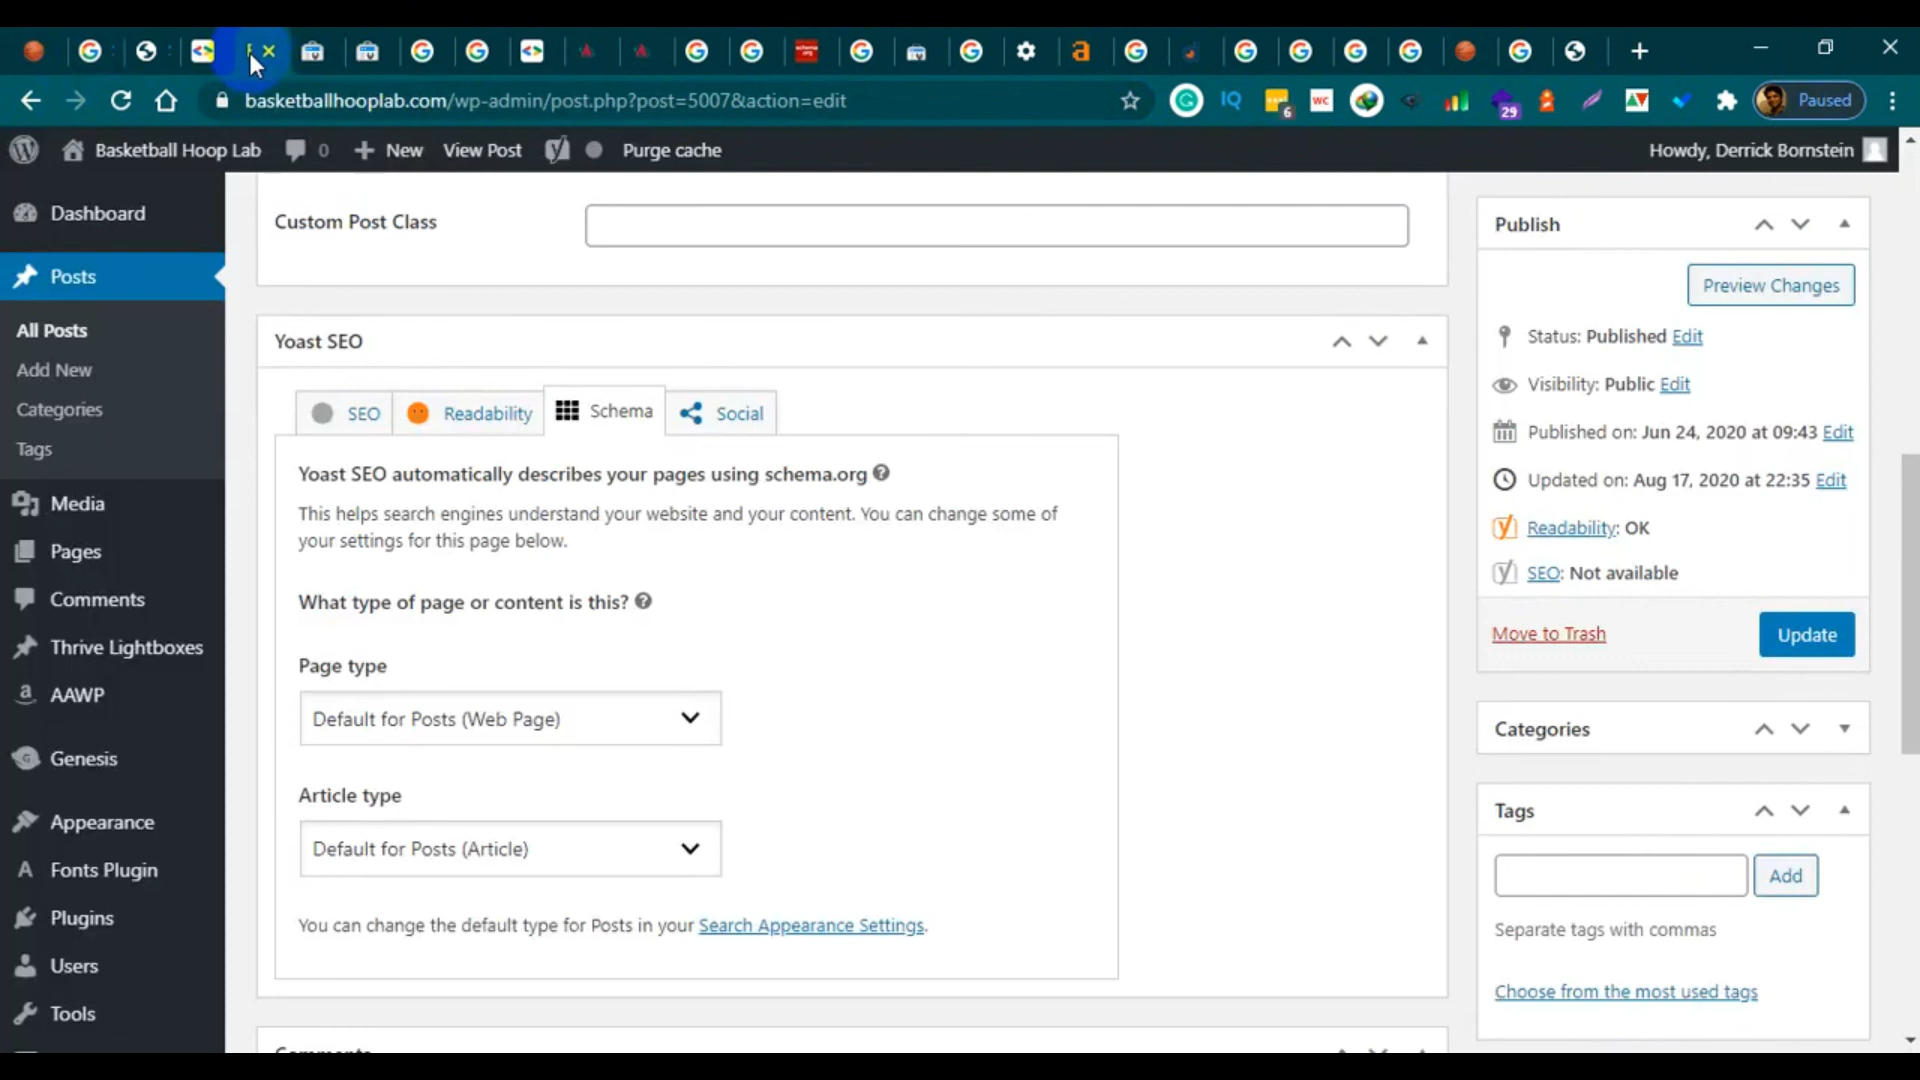 basketballhooplab.com/wp-admin/post.php?post=5007&action=edit
IQ
6
WC
29
Paused
Basketball Hoop Lab
0
New
View Post
Purge cache
Howdy, Derrick Bornstein
Dashboard
Posts
All Posts
Add New
Categories
Tags
Media
Pages
Comments
Thrive Lightboxes
AAWP
Genesis
Appearance
Fonts Plugin
Plugins
Users
Tools
Custom Post Class
Yoast SEO
SEO
Readability
Schema
Social
Yoast SEO automatically describes your pages using schema.org
This helps search engines understand your website and your content. You can change some of
your settings for this page below.
What type of page or content is this?
Page type
Default for Posts (Web Page)
Article type
Default for Posts (Article)
You can change the default type for Posts in your Search Appearance Settings.
Comments
Publish
Preview Changes
Status: Published Edit
Visibility: Public Edit
Published on: Jun 24, 2020 at 09:43 Edit
Updated on: Aug 17, 2020 at 22:35 Edit
Readability: OK
SEO: Not available
Move to Trash
Update
Categories
Tags
Add
Separate tags with commas
Choose from the most used tags